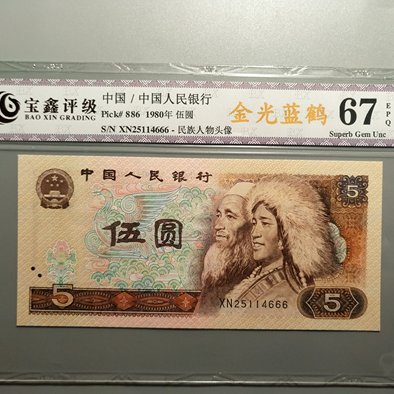 宝鑫评级
BAO XIN GRADING
中国 / 中国人民银行
Pick# 886 1980年 伍圆
S/N XN25114666 - 民族人物头像
金光蓝鹤
67
EPQ
Superb Gem Unc
中国人民银行
5
伍圆
XN25114666
5
5